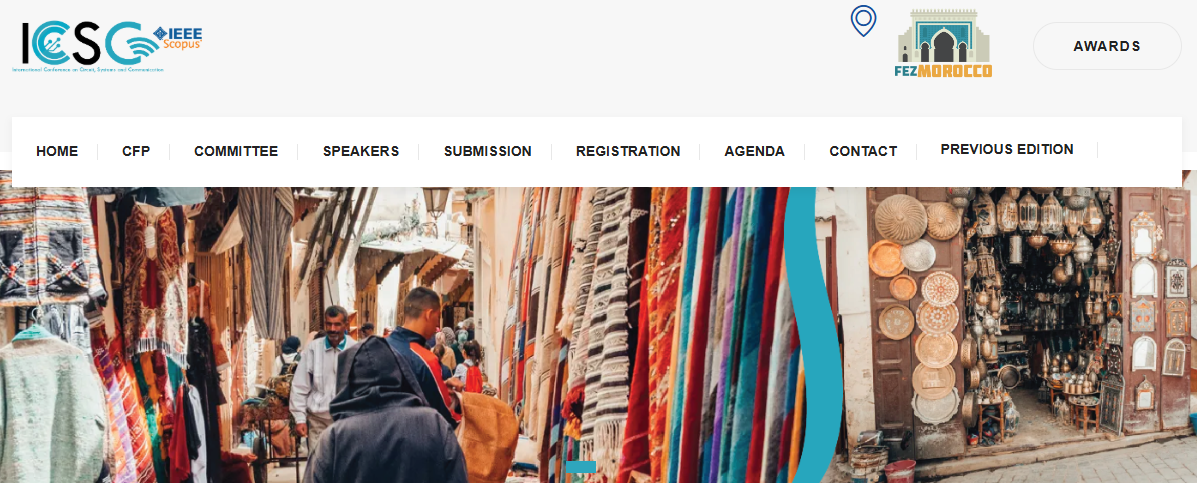 ICSC
IEEE
Scopus
International Conference on Circuit, Systems and Communication
FEZ MOROCCO
AWARDS
HOME
CFP
COMMITTEE
SPEAKERS
SUBMISSION
REGISTRATION
AGENDA
CONTACT
PREVIOUS EDITION